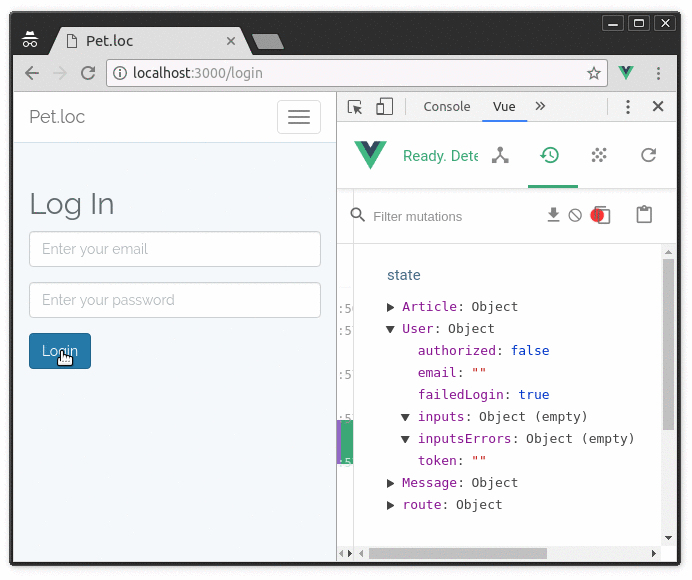 Pet.loc
localhost:3000/login
Pet.loc
Log In
Enter your email
Enter your password
Login
Console
Vue
Ready. Dete
Filter mutations
state
Article: Object
User: Object
authorized: false
email: ""
failedLogin: true
inputs: Object (empty)
inputsErrors: Object (empty)
token: ""
Message: Object
route: Object